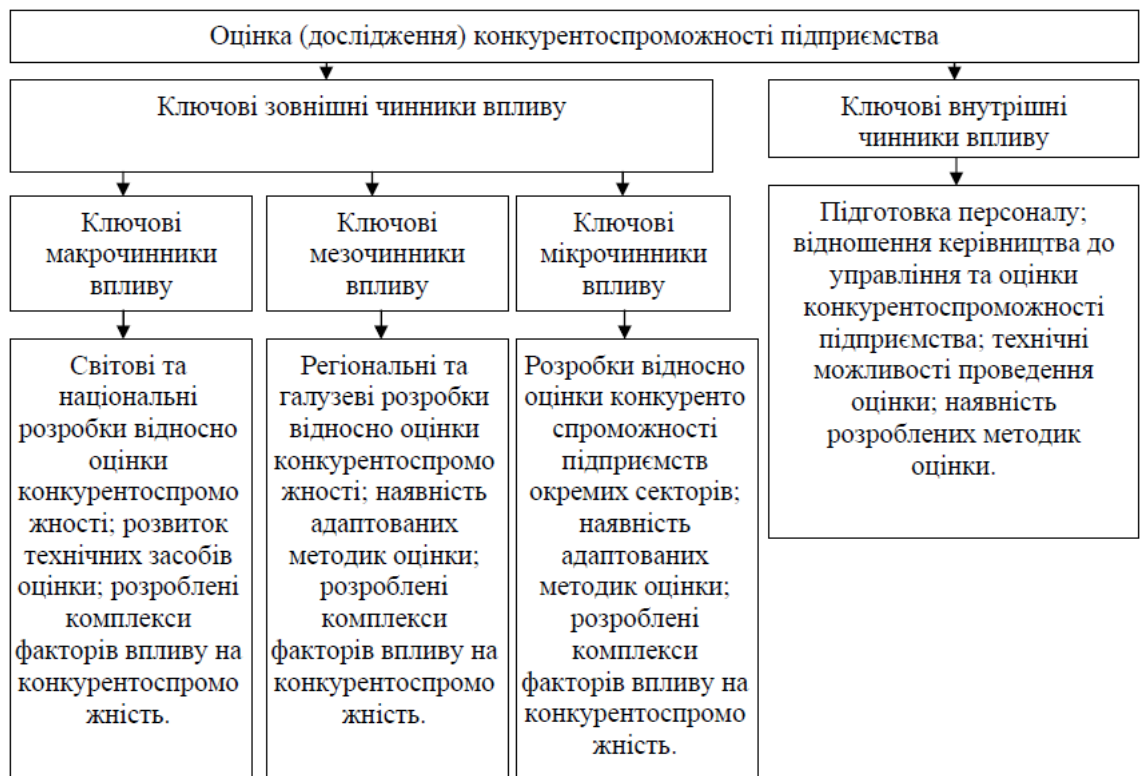 Оцінка (дослідження) конкурентоспроможності підприємства
Ключові зовнішні чинники впливу
Ключові внутрішні
чинники впливу
Ключові
макрочинники
впливу
Ключові
мезочинники
впливу
Ключові
мікрочинники
впливу
Підготовка персоналу;
відношення керівництва до
управління та оцінки
конкурентоспроможності
підприємства; технічні
можливості проведення
оцінки; наявність
розроблених методик
оцінки.
Світові та
національні
розробки відносно
оцінки
конкурентоспромо
жності; розвиток
технічних засобів
оцінки; розроблені
комплекси
факторів впливу на
конкурентоспромо
жність.
Регіональні та
галузеві розробки
відносно оцінки
конкурентоспромо
жності; наявність
адаптованих
методик оцінки;
розроблені
комплекси
факторів впливу на
конкурентоспромо
жність.
Розробки відносно
оцінки конкуренто
спроможності
підприємств
окремих секторів;
наявність
адаптованих
методик оцінки;
розроблені
комплекси
факторів впливу на
конкурентоспромо
жність.